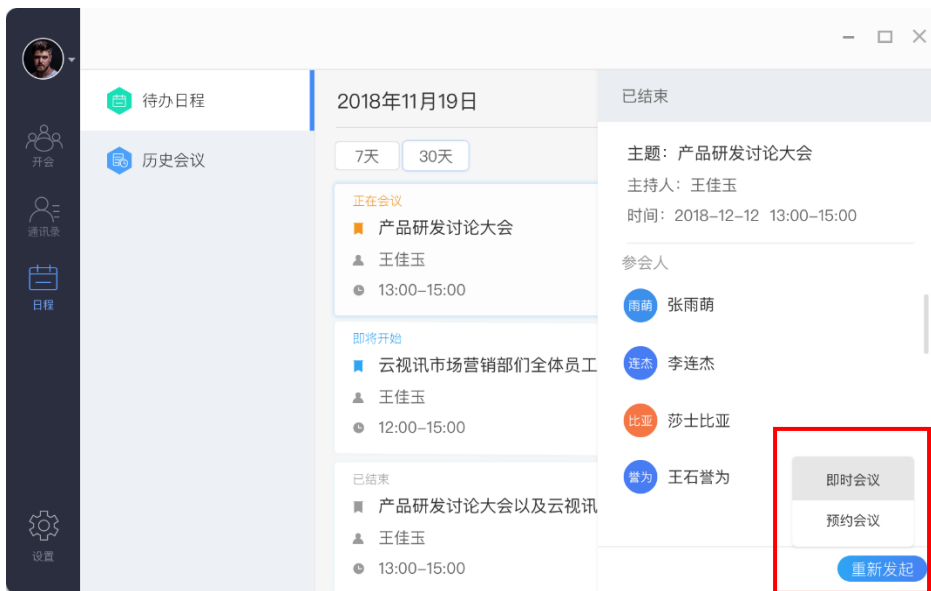 开会
通讯录
日程
设置
待办日程
历史会议
2018年11月19日
7天
30天
正在会议
产品研发讨论大会
王佳玉
13:00–15:00
即将开始
云视讯市场营销部们全体员工
王佳玉
12:00–15:00
已结束
产品研发讨论大会以及云视讯
王佳玉
13:00–15:00
已结束
主题：产品研发讨论大会
主持人：王佳玉
时间：2018–12–12 13:00–15:00
参会人
雨萌 张雨萌
连杰 李连杰
比亚 莎士比亚
誉为 王石誉为
即时会议
预约会议
重新发起